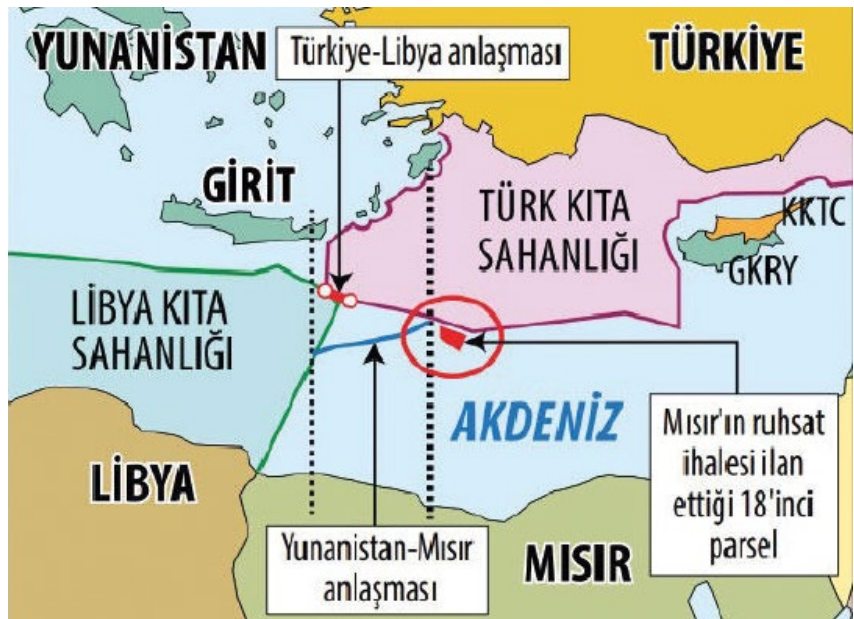 YUNANİSTAN
Türkiye-Libya anlaşması
TÜRKİYE
GİRİT
TÜRK KITA
SAHANLIĞI
KKTC
GKRY
LİBYA KITA
SAHANLIĞI
AKDENİZ
LİBYA
Mısır'ın ruhsat
ihalesi ilan
ettiği 18'inci
parsel
Yunanistan-Mısır
anlaşması
MISIR